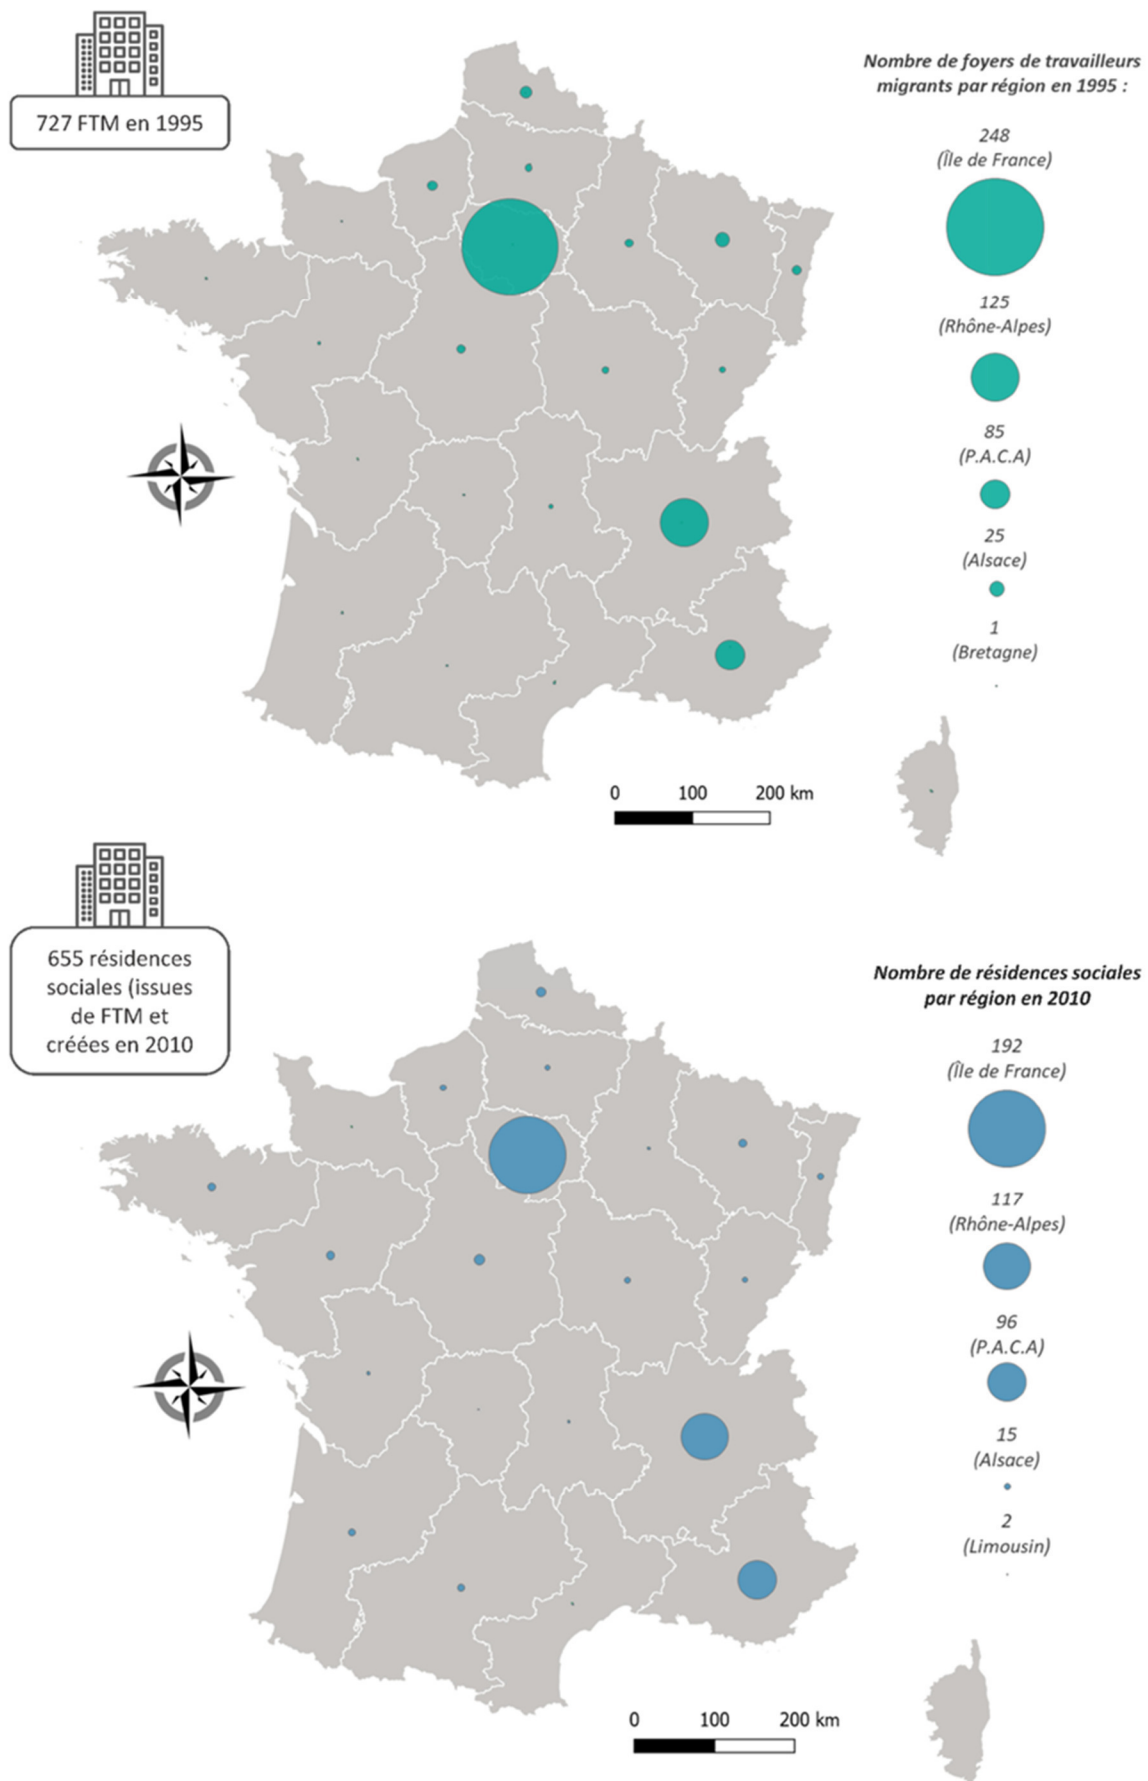 727 FTM en 1995
Nombre de foyers de travailleurs
migrants par région en 1995 :
248
(Île de France)
125
(Rhône-Alpes)
85
(P.A.C.A)
25
(Alsace)
1
(Bretagne)
0 100 200 km
655 résidences
sociales (issues
de FTM et
créées en 2010
Nombre de résidences sociales
par région en 2010
192
(Île de France)
117
(Rhône-Alpes)
96
(P.A.C.A)
15
(Alsace)
2
(Limousin)
0 100 200 km